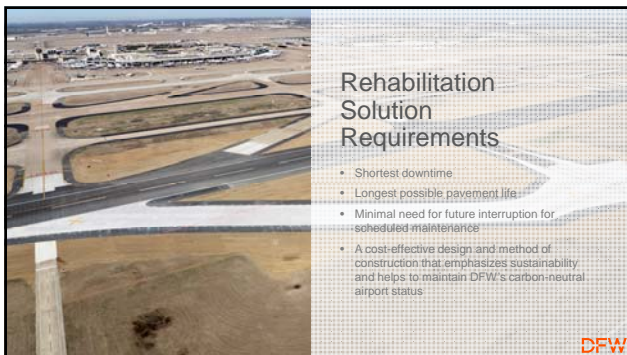 Rehabilitation
Solution
Requirements
• Shortest downtime
• Longest possible pavement life
• Minimal need for future interruption for
scheduled maintenance
• A cost-effective design and method of
construction that emphasizes sustainability
and helps to maintain DFW's carbon-neutral
airport status
DFW